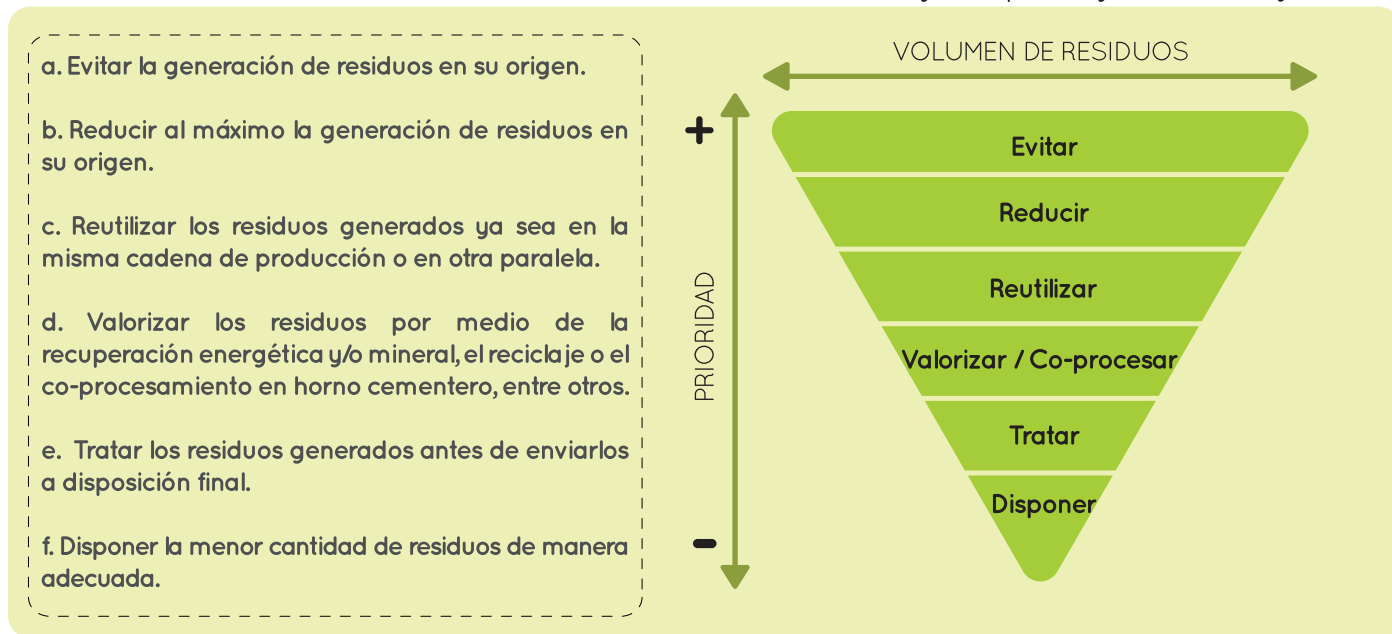 a. Evitar la generación de residuos en su origen.
b. Reducir al máximo la generación de residuos en
su origen.
c. Reutilizar los residuos generados ya sea en la
misma cadena de producción o en otra paralela.
d. Valorizar los residuos por medio de la
recuperación energética y/o mineral, el reciclaje o el
co-procesamiento en horno cementero, entre otros.
e. Tratar los residuos generados antes de enviarlos
a disposición final.
f. Disponer la menor cantidad de residuos de manera
adecuada.
VOLUMEN DE RESIDUOS
+
PRIORIDAD
-
Evitar
Reducir
Reutilizar
Valorizar / Co-procesar
Tratar
Disponer